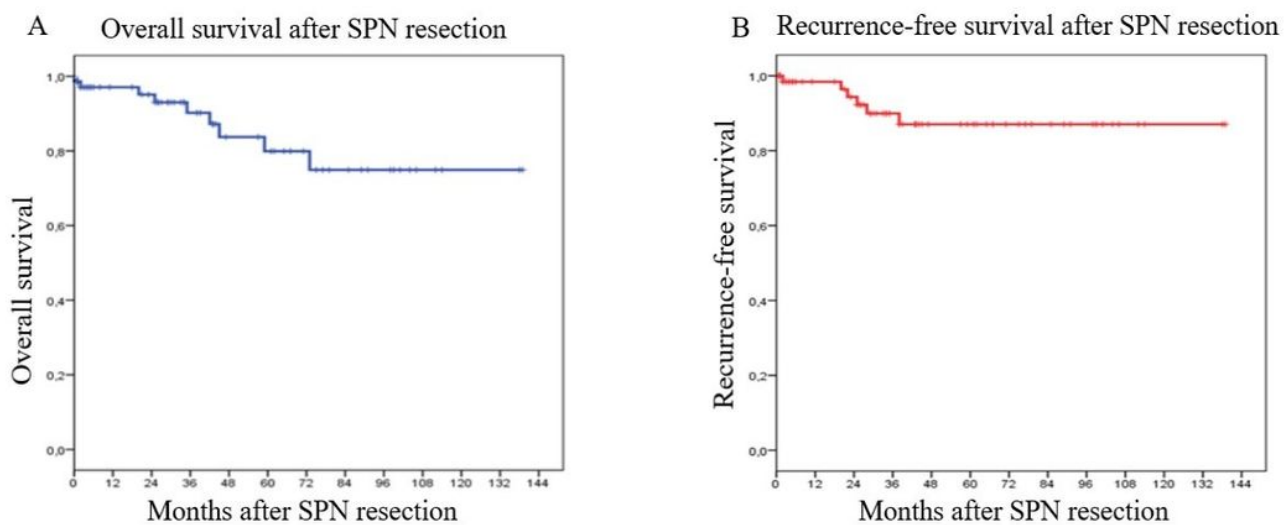 A Overall survival after SPN resection
Overall survival
1,0
0,8
0,6
0,4
0,2
0,0
0 12 24 36 48 60 72 84 96 108 120 132 144
Months after SPN resection
B Recurrence-free survival after SPN resection
Recurrence-free survival
1,0
0,8
0,6
0,4
0,2
0,0
0 12 24 36 48 60 72 84 96 108 120 132 144
Months after SPN resection